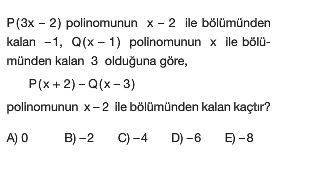 P(3x − 2) polinomunun x − 2 ile bölümünden
kalan −1, Q(x − 1) polinomunun x ile bölü-
münden kalan 3 olduğuna göre,
P(x + 2) − Q(x − 3)
polinomunun x − 2 ile bölümünden kalan kaçtır?
A) 0 B) −2 C) −4 D) −6 E) −8